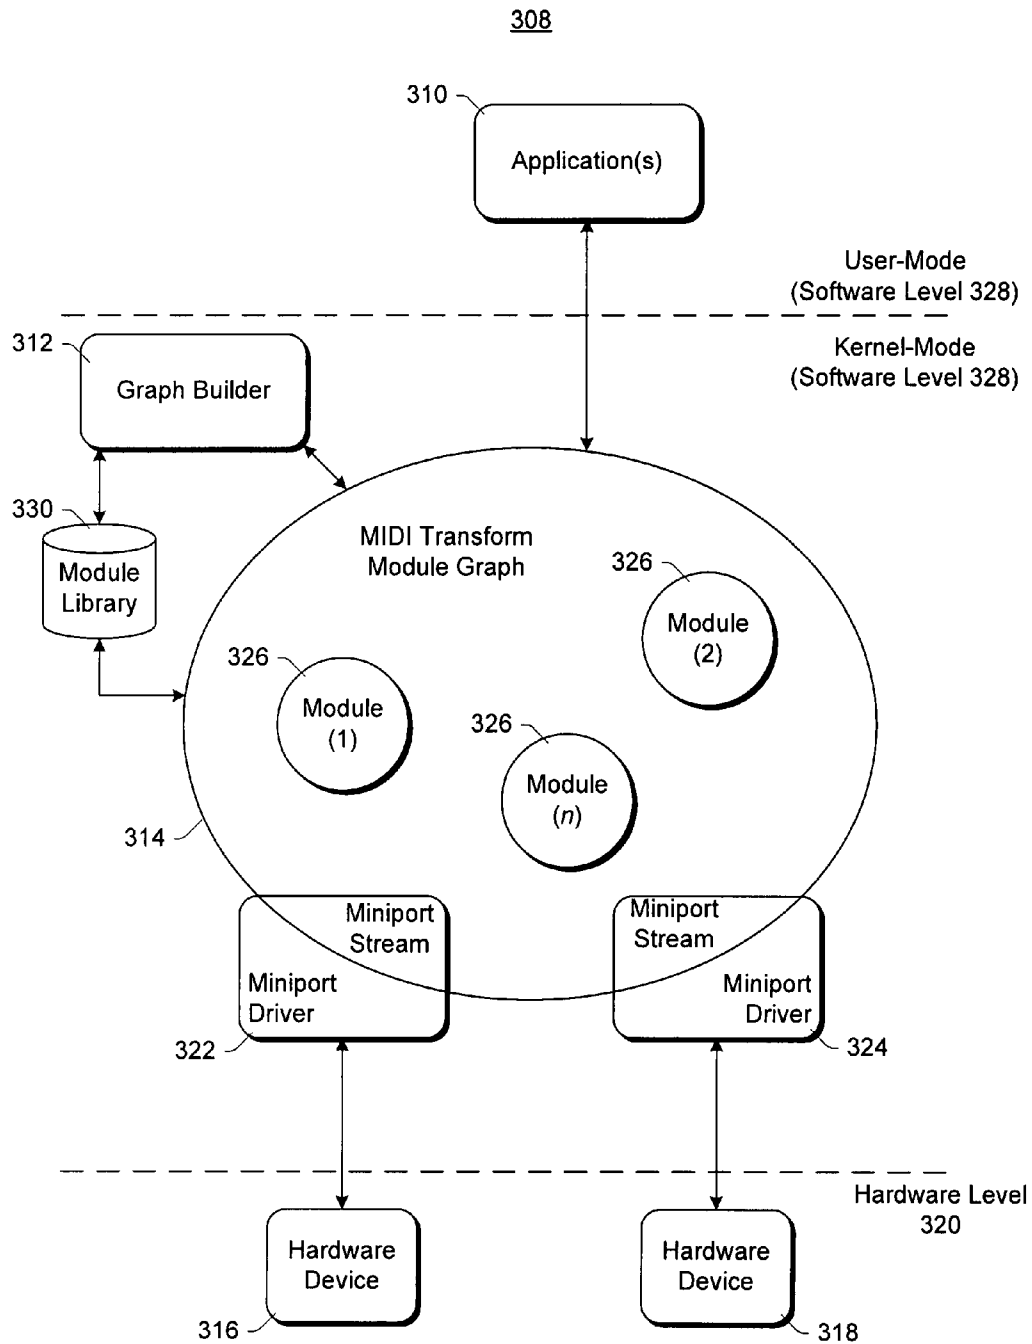 308
310
Application(s)
User-Mode
(Software Level 328)
312
Graph Builder
Kernel-Mode
(Software Level 328)
330
Module
Library
MIDI Transform
Module Graph
326
Module
(2)
326
Module
(1)
326
Module
(n)
314
Miniport
Stream
Miniport
Driver
322
Miniport
Stream
Miniport
Driver
324
Hardware Level
320
Hardware
Device
316
Hardware
Device
318